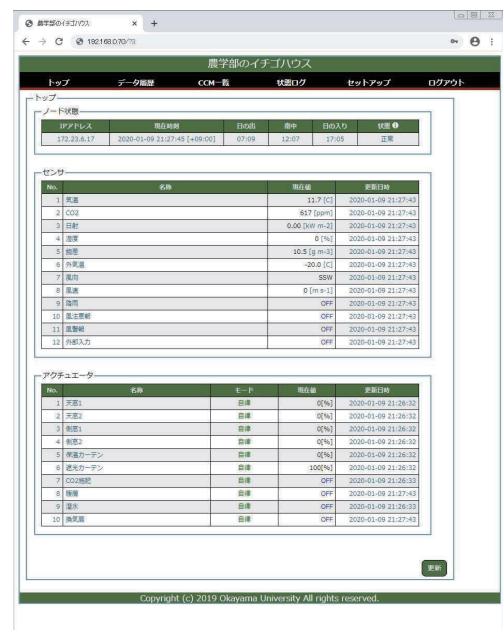 農学部のイチゴハウス
192.168.0.70/?3
農学部のイチゴハウス
トップ データ履歴 CCM一覧 状態ログ セットアップ ログアウト
トップ
ノード状態
IPアドレス 現在時刻 日の出 南中 日の入り 状態
172.23.6.17 2020-01-09 21:27:45 [+09:00] 07:09 12:07 17:05 正常
センサ
No. 名称 現在値 更新日時
1 気温 11.7 [C] 2020-01-09 21:27:43
2 CO2 617 [ppm] 2020-01-09 21:27:43
3 日射 0.00 [kW m-2] 2020-01-09 21:27:43
4 湿度 0 [%] 2020-01-09 21:27:43
5 飽差 10.5 [g m-3] 2020-01-09 21:27:43
6 外気温 -20.0 [C] 2020-01-09 21:27:43
7 風向 SSW 2020-01-09 21:27:43
8 風速 0 [m s-1] 2020-01-09 21:27:43
9 降雨 OFF 2020-01-09 21:27:43
10 風注意報 OFF 2020-01-09 21:27:43
11 風警報 OFF 2020-01-09 21:27:43
12 外部入力 OFF 2020-01-09 21:27:43
アクチュエータ
No. 名称 モード 現在値 更新日時
1 天窓1 自律 0[%] 2020-01-09 21:26:32
2 天窓2 自律 0[%] 2020-01-09 21:26:32
3 側窓1 自律 0[%] 2020-01-09 21:26:32
4 側窓2 自律 0[%] 2020-01-09 21:26:32
5 保温カーテン 自律 0[%] 2020-01-09 21:26:32
6 遮光カーテン 自律 100[%] 2020-01-09 21:26:32
7 CO2施肥 自律 OFF 2020-01-09 21:26:33
8 暖房 自律 OFF 2020-01-09 21:27:43
9 灌水 自律 OFF 2020-01-09 21:26:33
10 換気扇 自律 OFF 2020-01-09 21:27:43
更新
Copyright (c) 2019 Okayama University All rights reserved.